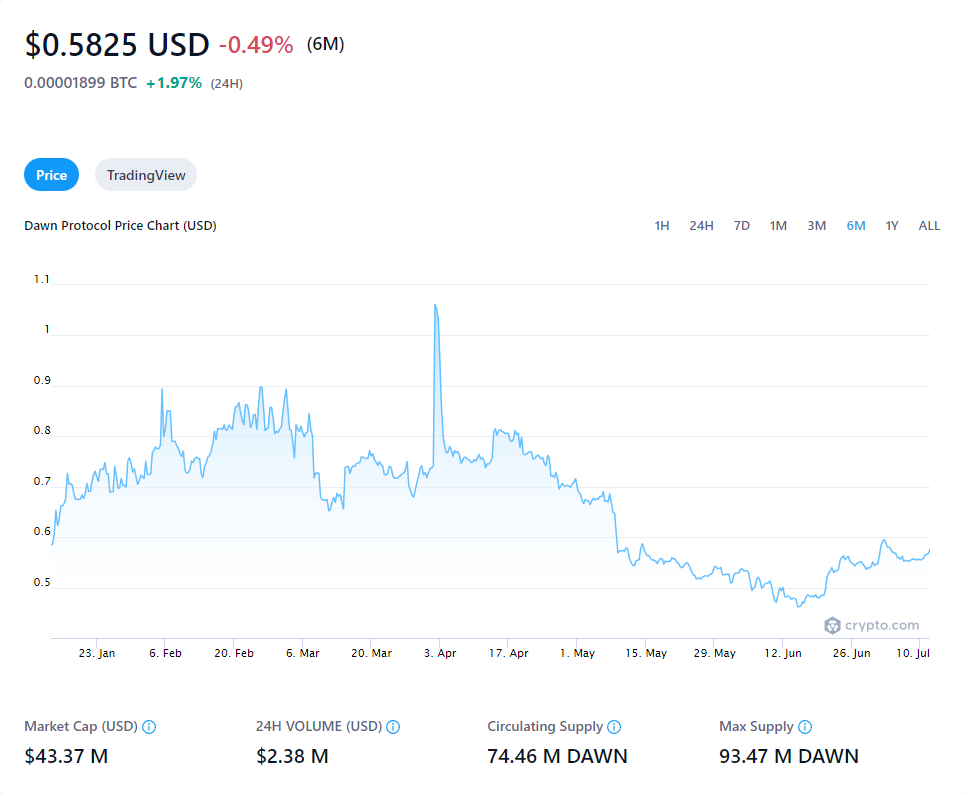 $0.5825 USD -0.49% (6M)
0.00001899 BTC +1.97% (24H)
Price TradingView
Dawn Protocol Price Chart (USD) 1H 24H 7D 1M 3M 6M 1Y ALL
1.1
1
0.9
0.8
0.7
0.6
0.5
crypto.com
23. Jan 6. Feb 20. Feb 6. Mar 20. Mar 3. Apr 17. Apr 1. May 15. May 29. May 12. Jun 26. Jun 10. Jul
Market Cap (USD) 24H VOLUME (USD) Circulating Supply Max Supply
$43.37 M $2.38 M 74.46 M DAWN 93.47 M DAWN